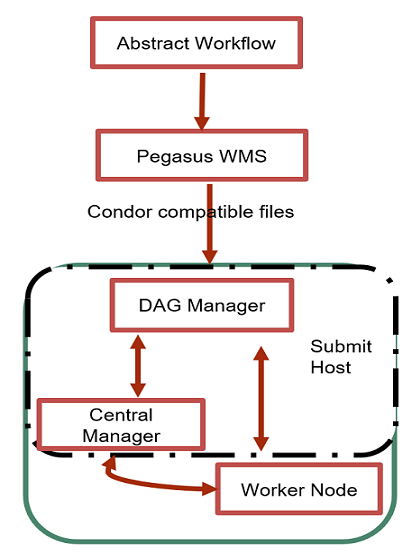 Abstract Workflow
Pegasus WMS
Condor compatible files
DAG Manager
Submit
Host
Central
Manager
Worker Node